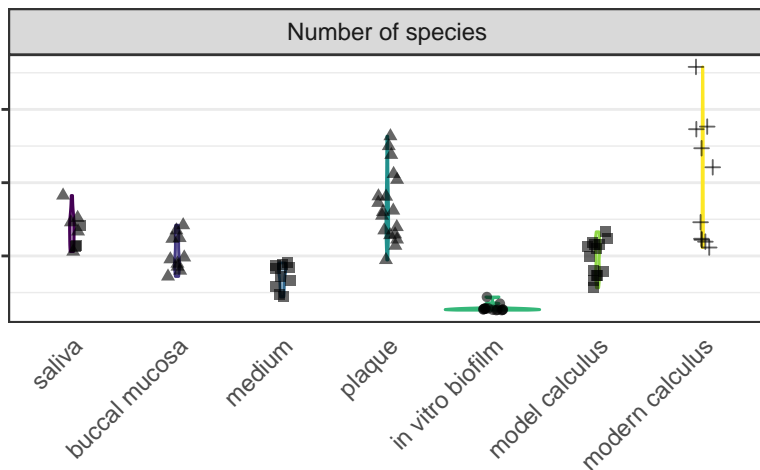 Number of species
saliva
buccal mucosa
medium
plaque
in vitro biofilm
model calculus
modern calculus